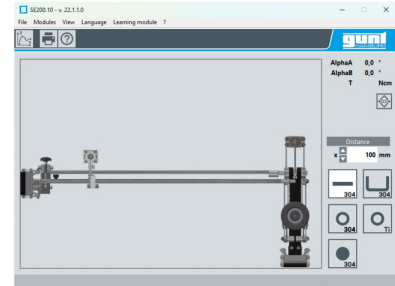 SE200.10 - v. 22.1.1.0
File Modules View Language Learning module ?
gunt
AlphaA 0,0 °
AlphaB 0,0 °
T Ncm
Distance
x 100 mm
304
304
304
Ti
304